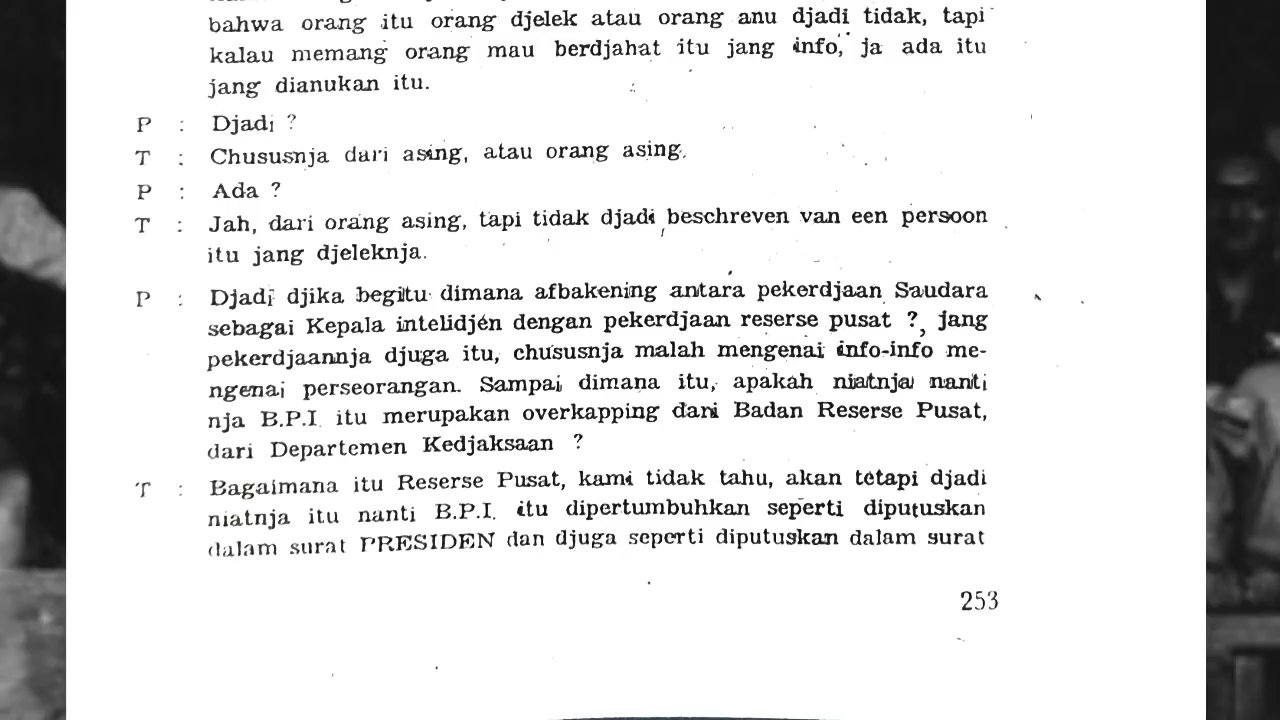 bahwa orang itu orang djelek atau orang anu djadi tidak, tapi
kalau memang orang mau berdjahat itu jang info, ja ada itu
jang dianukan itu.
P : Djadi ?
T : Chususnja dari asing, atau orang asing.
P : Ada ?
T : Jah, dari orang asing, tapi tidak djadi beschreven van een persoon
itu jang djeleknja.
P : Djadi djika begitu dimana afbakening antara pekerdjaan Saudara
sebagai Kepala intelidjén dengan pekerdjaan reserse pusat ?, jang
pekerdjaannja djuga itu, chususnja malah mengenai info-info me-
ngenai perseorangan. Sampai dimana itu, apakah niatnja nanti
nja B.P.I. itu merupakan overkapping dari Badan Reserse Pusat,
dari Departemen Kedjaksaan ?
T : Bagaimana itu Reserse Pusat, kami tidak tahu, akan tetapi djadi
niatnja itu nanti B.P.I. itu dipertumbuhkan seperti diputuskan
dalam surat PRESIDEN dan djuga seperti diputuskan dalam surat
253